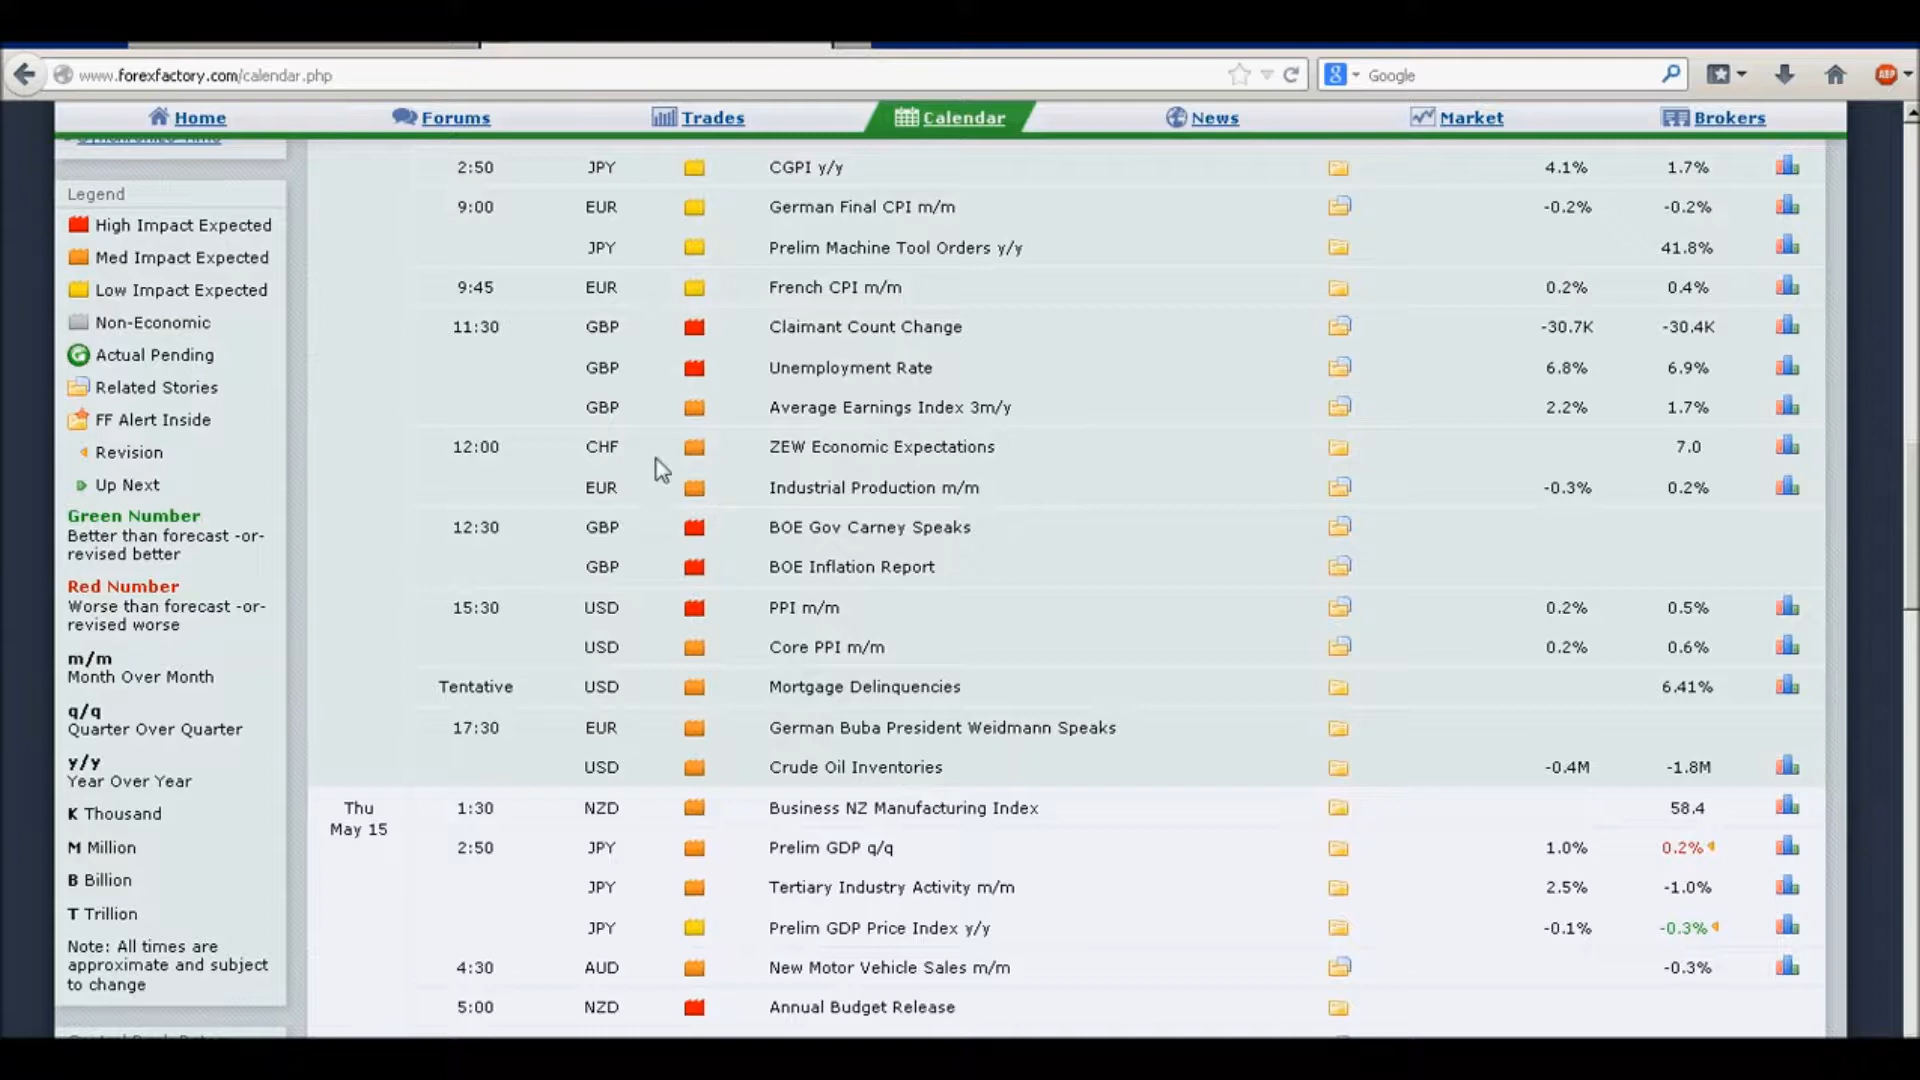 www.forexfactory.com/calendar.php
Google
ABP
Home Forums Trades Calendar News Market Brokers
Legend
High Impact Expected
Med Impact Expected
Low Impact Expected
Non-Economic
Actual Pending
Related Stories
FF Alert Inside
Revision
Up Next
Green Number
Better than forecast -or-
revised better
Red Number
Worse than forecast -or-
revised worse
m/m
Month Over Month
q/q
Quarter Over Quarter
y/y
Year Over Year
K Thousand
M Million
B Billion
T Trillion
Note: All times are
approximate and subject
to change
2:50 JPY CGPI y/y 4.1% 1.7%
9:00 EUR German Final CPI m/m -0.2% -0.2%
JPY Prelim Machine Tool Orders y/y 41.8%
9:45 EUR French CPI m/m 0.2% 0.4%
11:30 GBP Claimant Count Change -30.7K -30.4K
GBP Unemployment Rate 6.8% 6.9%
GBP Average Earnings Index 3m/y 2.2% 1.7%
12:00 CHF ZEW Economic Expectations 7.0
EUR Industrial Production m/m -0.3% 0.2%
12:30 GBP BOE Gov Carney Speaks
GBP BOE Inflation Report
15:30 USD PPI m/m 0.2% 0.5%
USD Core PPI m/m 0.2% 0.6%
Tentative USD Mortgage Delinquencies 6.41%
17:30 EUR German Buba President Weidmann Speaks
USD Crude Oil Inventories -0.4M -1.8M
Thu
May 15
1:30 NZD Business NZ Manufacturing Index 58.4
2:50 JPY Prelim GDP q/q 1.0% 0.2%
JPY Tertiary Industry Activity m/m 2.5% -1.0%
JPY Prelim GDP Price Index y/y -0.1% -0.3%
4:30 AUD New Motor Vehicle Sales m/m -0.3%
5:00 NZD Annual Budget Release